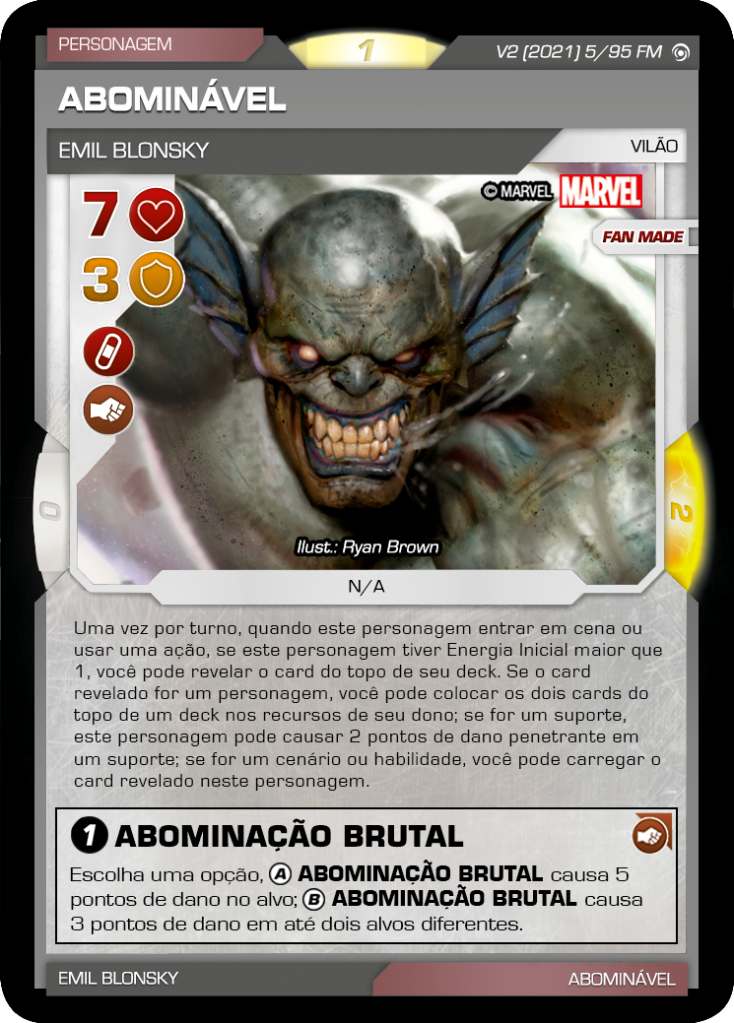 PERSONAGEM
1
V2 (2021) 5/95 FM
ABOMINÁVEL
EMIL BLONSKY
VILÃO
7
© MARVEL MARVEL
FAN MADE
3
0
2
Ilust.: Ryan Brown
N/A
Uma vez por turno, quando este personagem entrar em cena ou
usar uma ação, se este personagem tiver Energia Inicial maior que
1, você pode revelar o card do topo de seu deck. Se o card
revelado for um personagem, você pode colocar os dois cards do
topo de um deck nos recursos de seu dono; se for um suporte,
este personagem pode causar 2 pontos de dano penetrante em
um suporte; se for um cenário ou habilidade, você pode carregar o
card revelado neste personagem.
1 ABOMINAÇÃO BRUTAL
Escolha uma opção, A ABOMINAÇÃO BRUTAL causa 5
pontos de dano no alvo; B ABOMINAÇÃO BRUTAL causa
3 pontos de dano em até dois alvos diferentes.
EMIL BLONSKY
ABOMINÁVEL